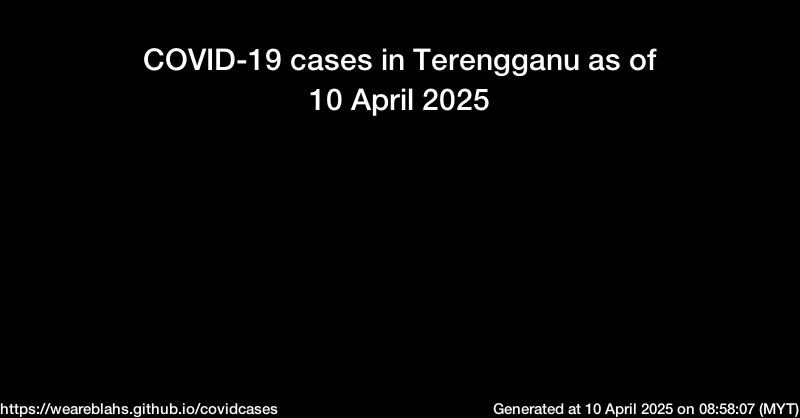 COVID-19 cases in Terengganu as of
10 April 2025
https://weareblahs.github.io/covidcases
Generated at 10 April 2025 on 08:58:07 (MYT)